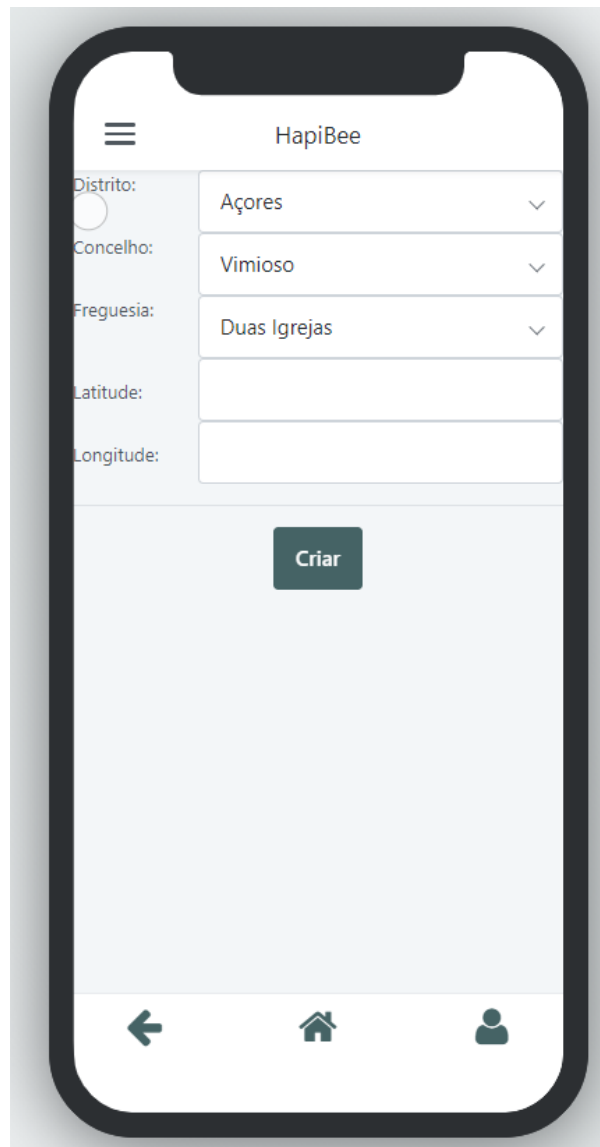 HapiBee
Distrito: Açores
Concelho: Vimioso
Freguesia: Duas Igrejas
Latitude:
Longitude:
Criar